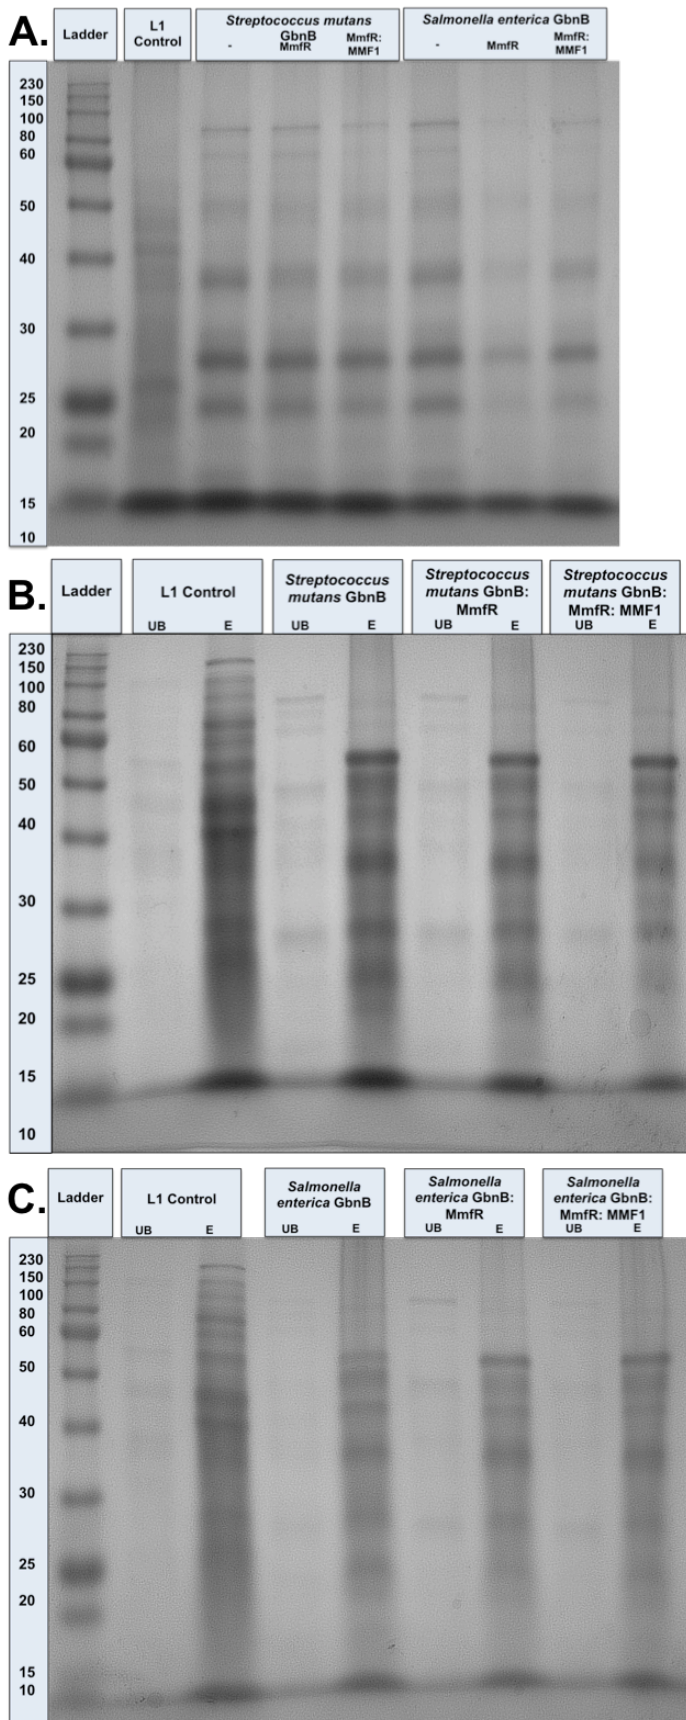 A.
Ladder
L1
Control
Streptococcus mutans
GbnB
-
MmfR
MmfR:
MMF1
Salmonella enterica GbnB
-
MmfR
MmfR:
MMF1
230
150
100
80
60
50
40
30
25
20
15
10
B.
Ladder
L1 Control
UB
E
Streptococcus
mutans GbnB
UB
E
Streptococcus
mutans GbnB:
MmfR
UB
E
Streptococcus
mutans GbnB:
MmfR: MMF1
UB
E
230
150
100
80
60
50
40
30
25
20
15
10
C.
Ladder
L1 Control
UB
E
Salmonella
enterica GbnB
UB
E
Salmonella
enterica GbnB:
MmfR
UB
E
Salmonella
enterica GbnB:
MmfR: MMF1
UB
E
230
150
100
80
60
50
40
30
25
20
15
10